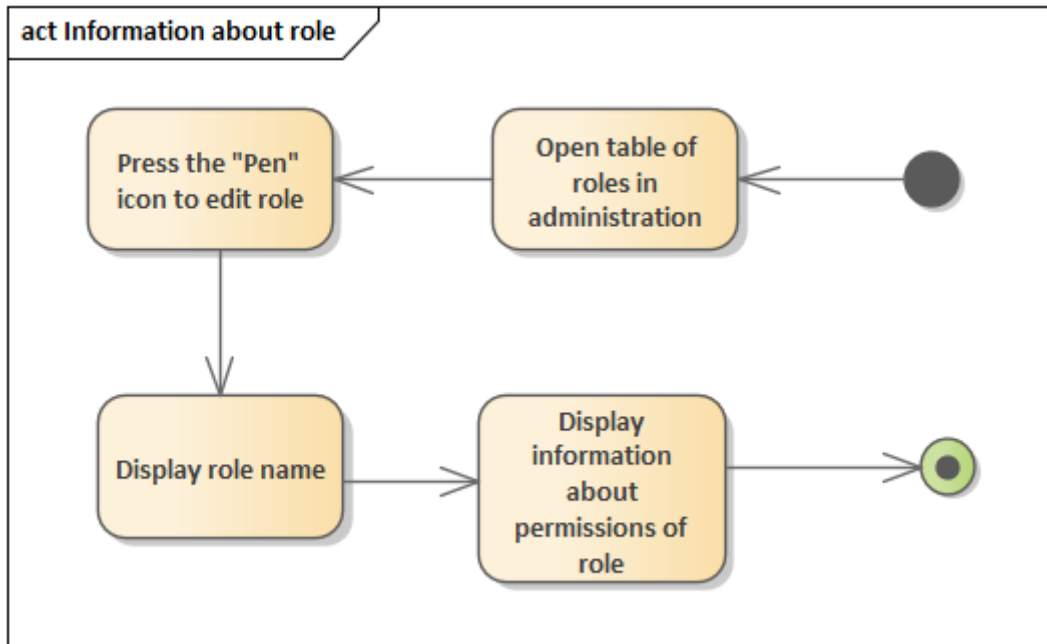 act Information about role
Press the "Pen"
icon to edit role
Open table of
roles in
administration
Display role name
Display
information
about
permissions of
role